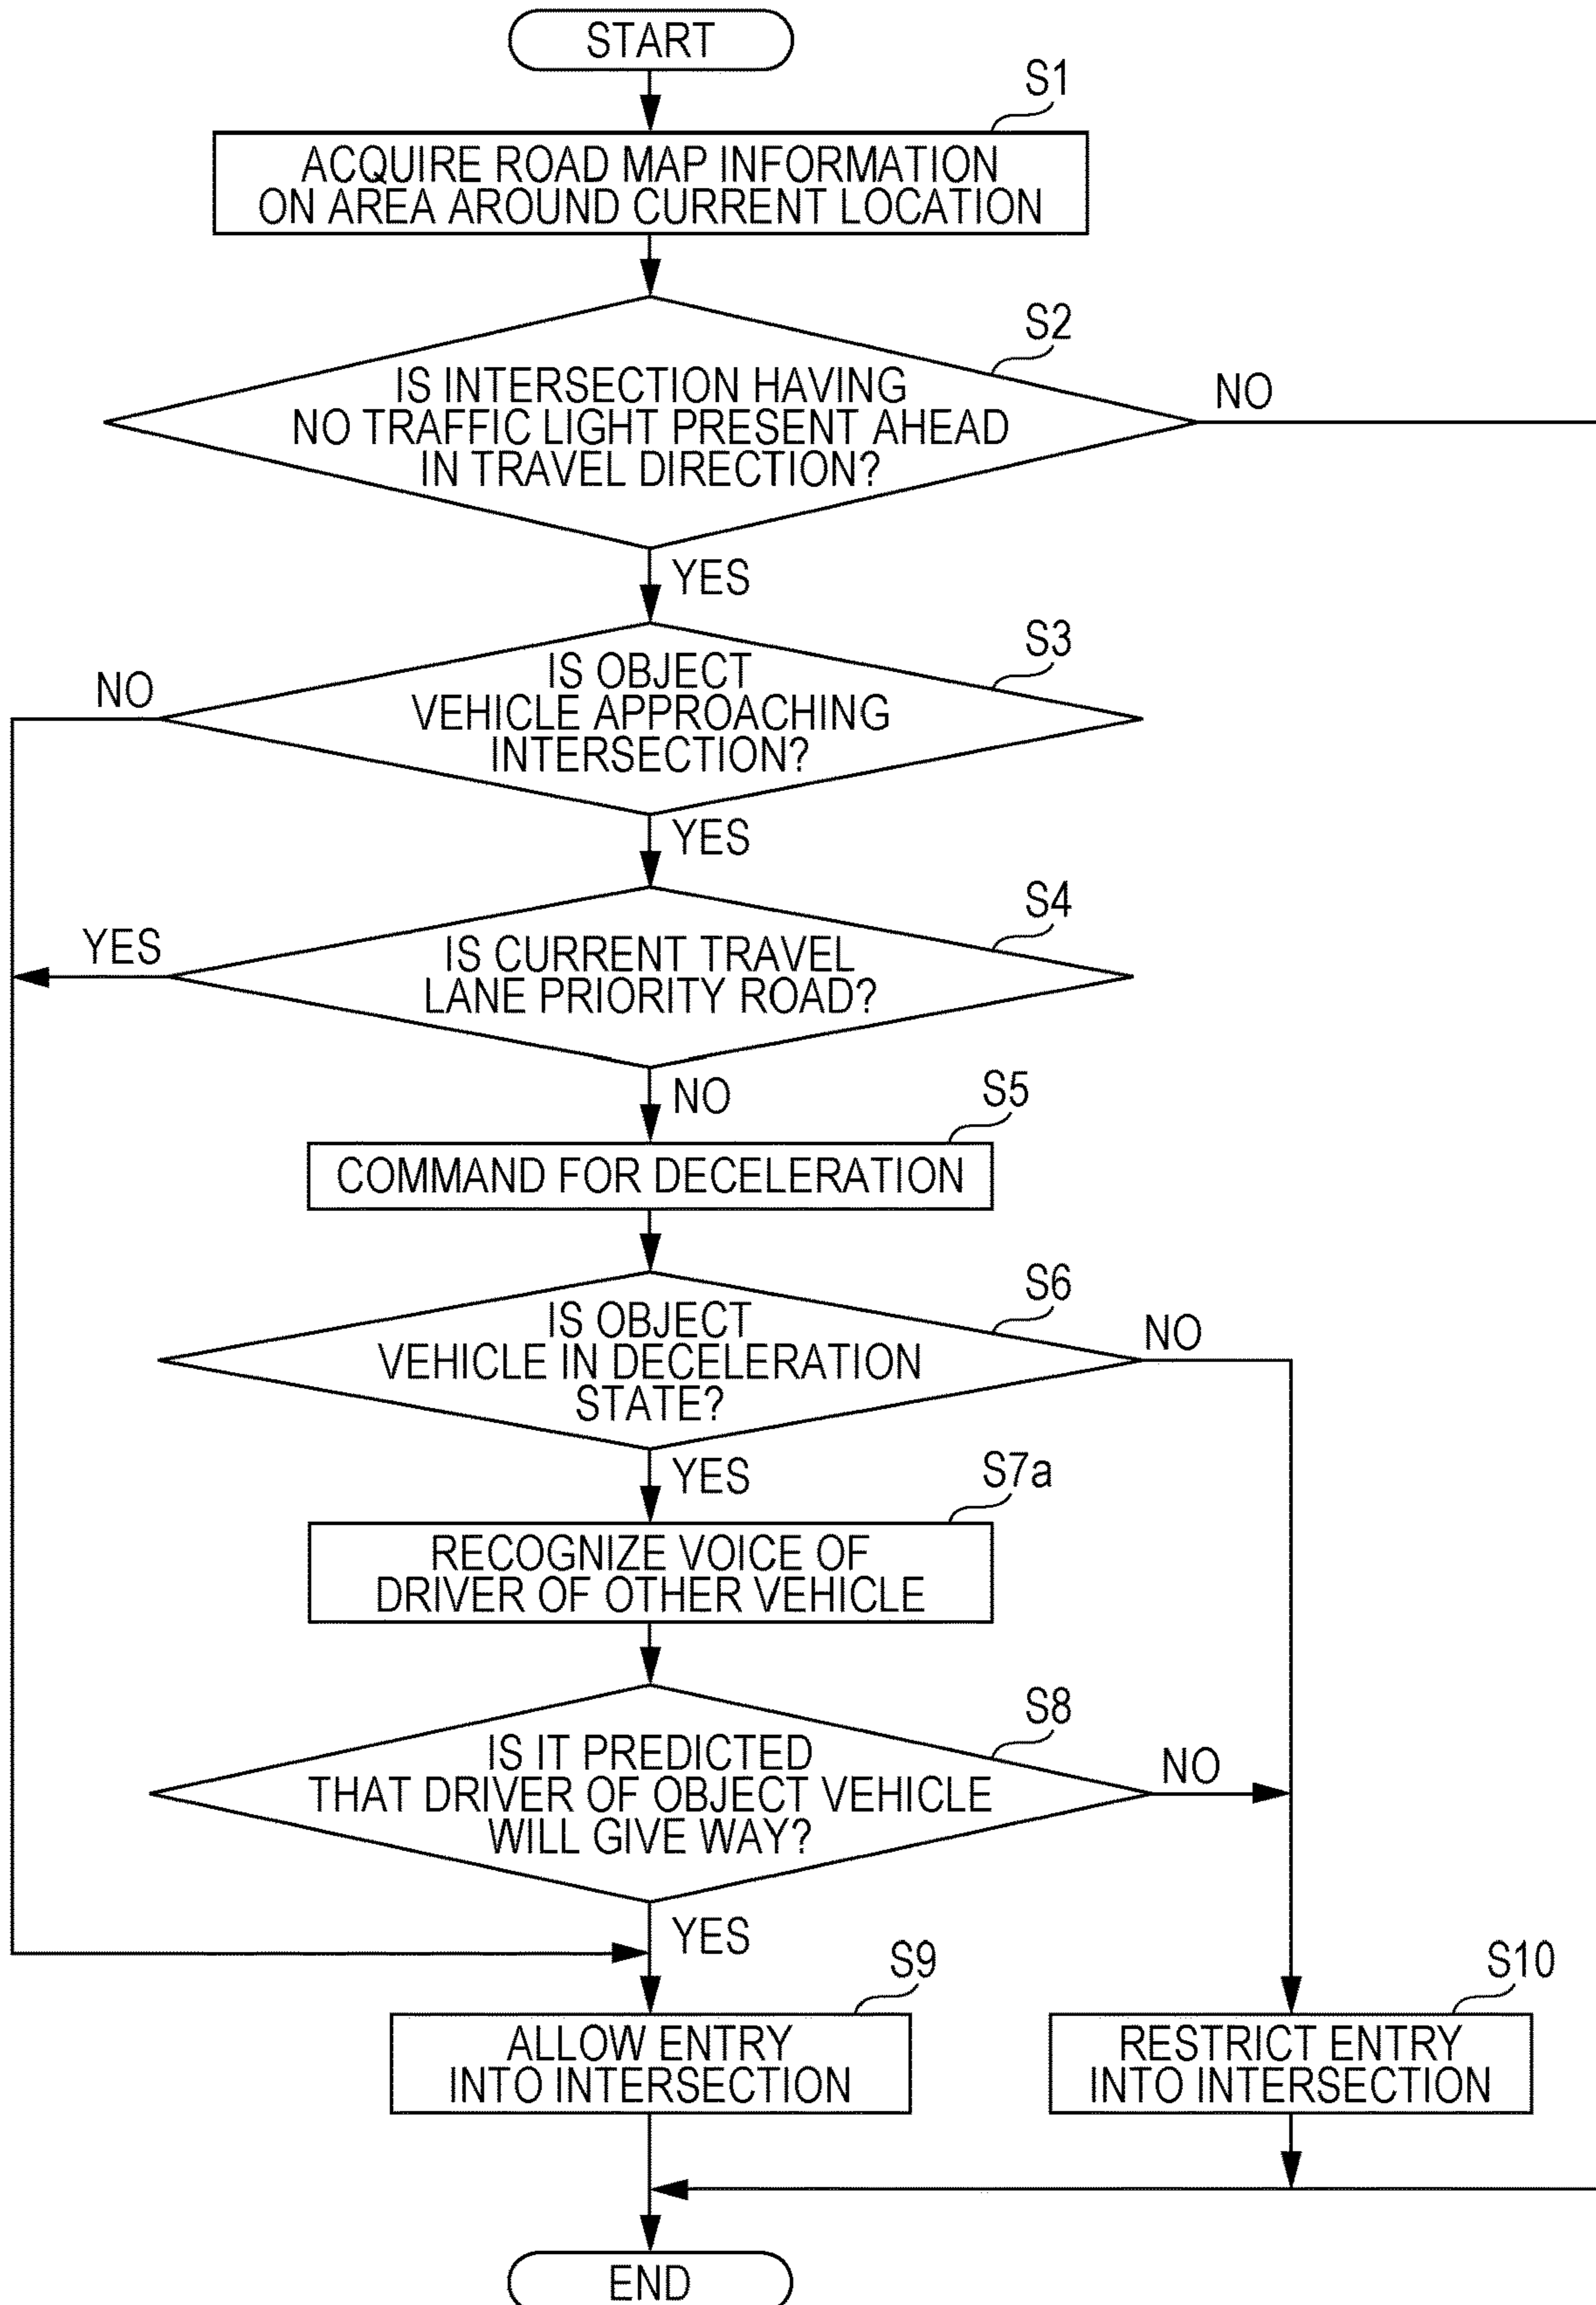 START
S1
ACQUIRE ROAD MAP INFORMATION
ON AREA AROUND CURRENT LOCATION
S2
IS INTERSECTION HAVING
NO TRAFFIC LIGHT PRESENT AHEAD
IN TRAVEL DIRECTION?
NO
YES
S3
IS OBJECT
VEHICLE APPROACHING
INTERSECTION?
NO
YES
S4
IS CURRENT TRAVEL
LANE PRIORITY ROAD?
YES
NO
S5
COMMAND FOR DECELERATION
S6
IS OBJECT
VEHICLE IN DECELERATION
STATE?
NO
YES
S7a
RECOGNIZE VOICE OF
DRIVER OF OTHER VEHICLE
S8
IS IT PREDICTED
THAT DRIVER OF OBJECT VEHICLE
WILL GIVE WAY?
NO
YES
S9
ALLOW ENTRY
INTO INTERSECTION
S10
RESTRICT ENTRY
INTO INTERSECTION
END